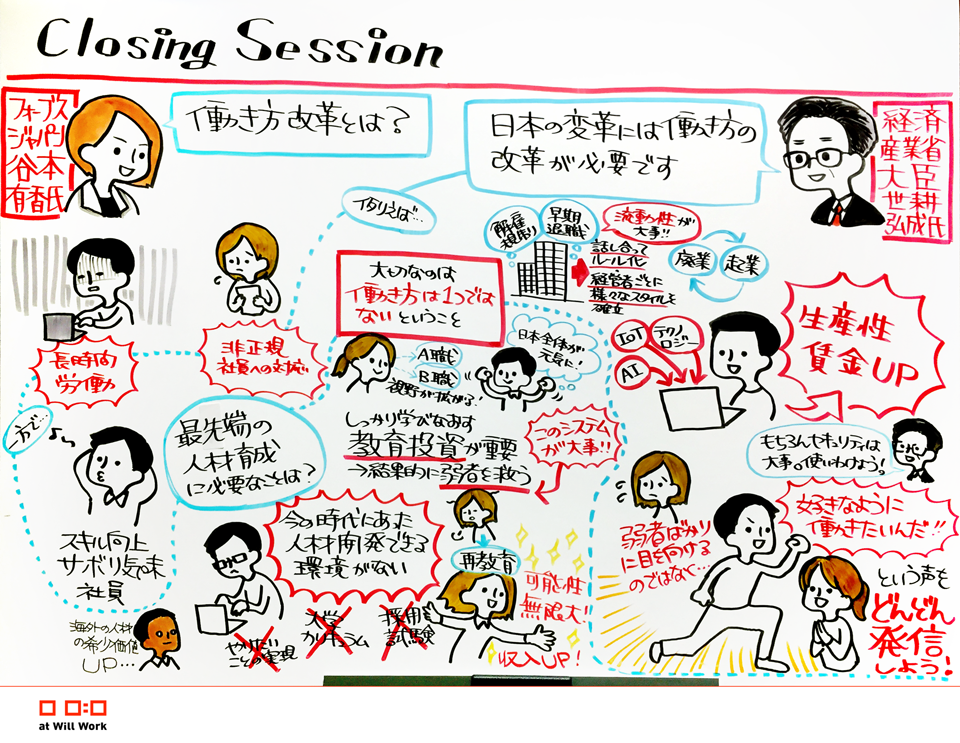 Closing Session
フォーブス
ジャパン
谷本
有香氏
働き方改革とは?
日本の変革には働き方の
改革が必要です
経済
産業省
大臣
世耕
弘成氏
イタリえば…
解雇
規制
早期
退職
流動性が
大事!!
話し合って
ルール化
経営者ごとに
様々なスタイルを
確立
廃業
起業
長時間
労働
非正規
社員への対応
大切なのは
働き方は1つでは
ないということ
A職
B職
視野が拡がる!
日本全体が
元気に!
IoT
テクノ
ロジー
AI
生産性
賃金UP
もちろんセキュリティは
大事。使いわけよう!
一方で…
スキル向上
サボり気味
社員
最先端の
人材育成
に必要なことは?
しっかり学びなおす
教育投資が重要
→結果的に弱者を救う
このシステム
が大事!!
今の時代にあった
人材開発できる
環境がない
やりたい
ことの実現
大学
カリキュラム
採用
試験
再教育
可能性
無限大!
収入UP!
海外の人材
の希少価値
UP…
弱者ばかり
に目を向ける
のではなく…
好きなように
働きたいんだ!!
という声を
どんどん
発信
しよう!
at Will Work